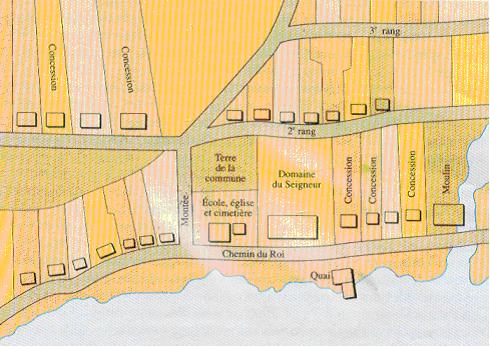 3e rang
Concession
Concession
2e rang
Terre
de la
commune
Domaine
du Seigneur
Concession
Concession
Concession
Moulin
École, église
et cimetière
Montée
Chemin du Roi
Quai